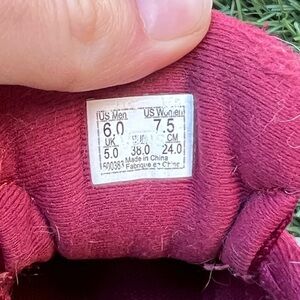 US Men US Women
6.0 7.5
UK EUR CM
5.0 38.0 24.0
500383 Made in China
Fabriqué en Chine